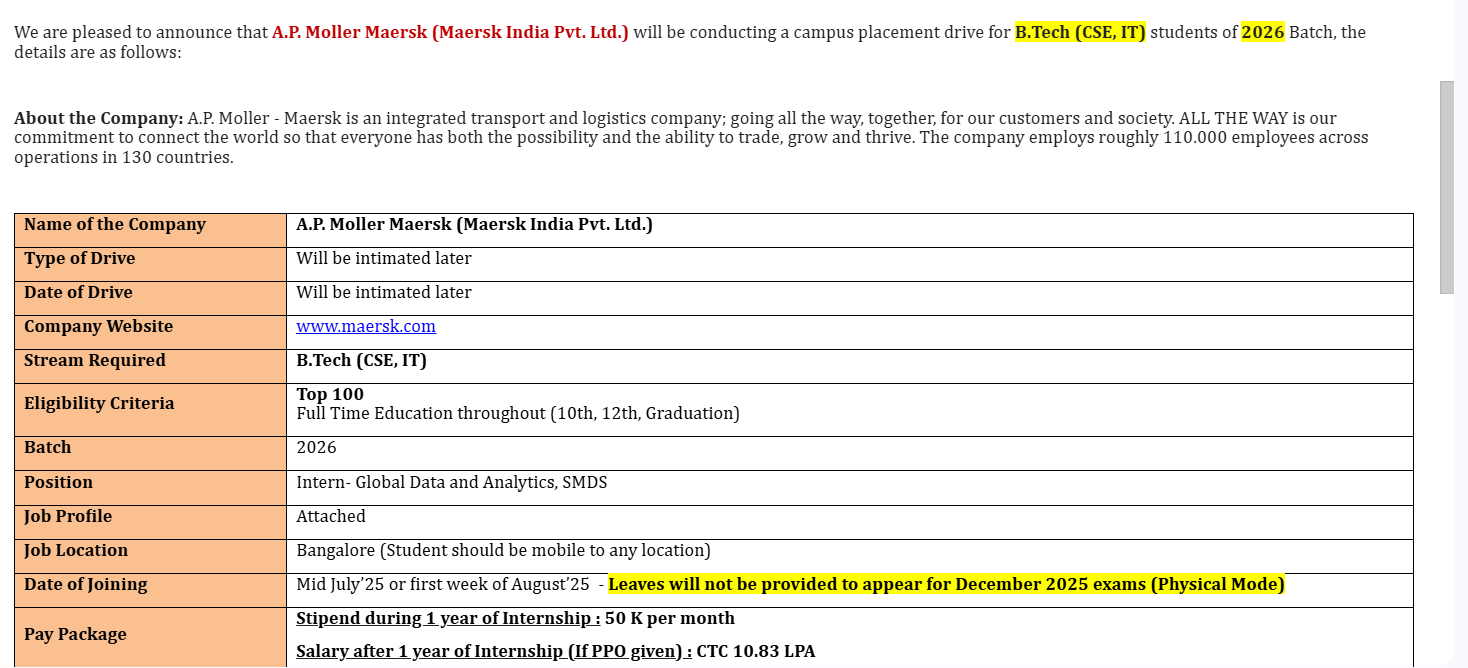 We are pleased to announce that A.P. Moller Maersk (Maersk India Pvt. Ltd.) will be conducting a campus placement drive for B.Tech (CSE, IT) students of 2026 Batch, the
details are as follows:
About the Company: A.P. Moller - Maersk is an integrated transport and logistics company; going all the way, together, for our customers and society. ALL THE WAY is our
commitment to connect the world so that everyone has both the possibility and the ability to trade, grow and thrive. The company employs roughly 110.000 employees across
operations in 130 countries.
Name of the Company A.P. Moller Maersk (Maersk India Pvt. Ltd.)
Type of Drive Will be intimated later
Date of Drive Will be intimated later
Company Website www.maersk.com
Stream Required B.Tech (CSE, IT)
Eligibility Criteria Top 100
Full Time Education throughout (10th, 12th, Graduation)
Batch 2026
Position Intern- Global Data and Analytics, SMDS
Job Profile Attached
Job Location Bangalore (Student should be mobile to any location)
Date of Joining Mid July’25 or first week of August’25 - Leaves will not be provided to appear for December 2025 exams (Physical Mode)
Pay Package Stipend during 1 year of Internship : 50 K per month
Salary after 1 year of Internship (If PPO given) : CTC 10.83 LPA